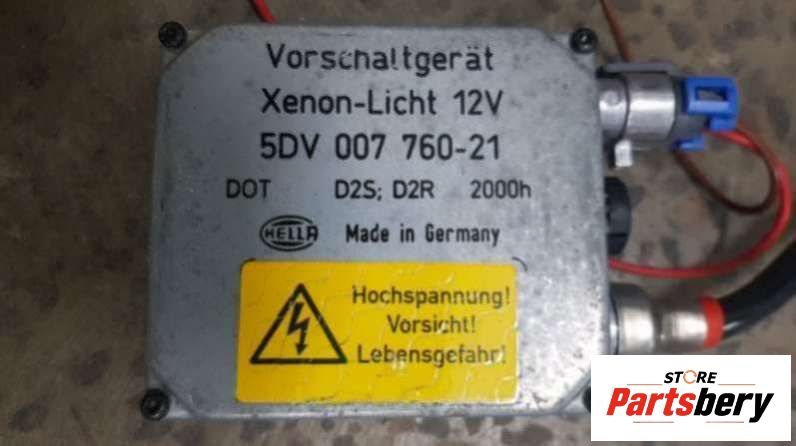 Vorschaltgerät
Xenon-Licht 12V
5DV 007 760-21
DOT D2S; D2R 2000h
HELLA Made in Germany
Hochspannung!
Vorsicht!
Lebensgefahr!
STORE
Partsbery